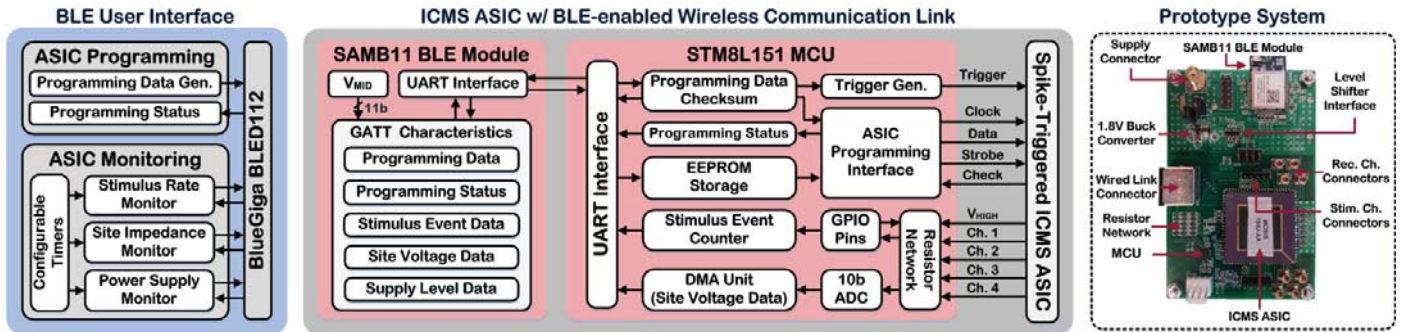 BLE User Interface
ICMS ASIC w/ BLE-enabled Wireless Communication Link
Prototype System
ASIC Programming
Programming Data Gen.
Programming Status
ASIC Monitoring
Configurable
Timers
Stimulus Rate
Monitor
Site Impedance
Monitor
Power Supply
Monitor
BlueGiga BLED112
SAMB11 BLE Module
VMID
UART Interface
11b
GATT Characteristics
Programming Data
Programming Status
Stimulus Event Data
Site Voltage Data
Supply Level Data
STM8L151 MCU
UART Interface
Programming Data
Checksum
Trigger Gen.
Programming Status
EEPROM
Storage
ASIC
Programming
Interface
Stimulus Event
Counter
GPIO
Pins
DMA Unit
(Site Voltage Data)
10b
ADC
Resistor
Network
Trigger
Clock
Data
Strobe
Check
VHIGH
Ch. 1
Ch. 2
Ch. 3
Ch. 4
Spike-Triggered ICMS ASIC
SAMB11 BLE Module
Supply
Connector
Level
Shifter
Interface
1.8V Buck
Converter
Rec. Ch.
Connectors
Wired Link
Connector
Stim. Ch.
Connectors
Resistor
Network
MCU
ICMS ASIC